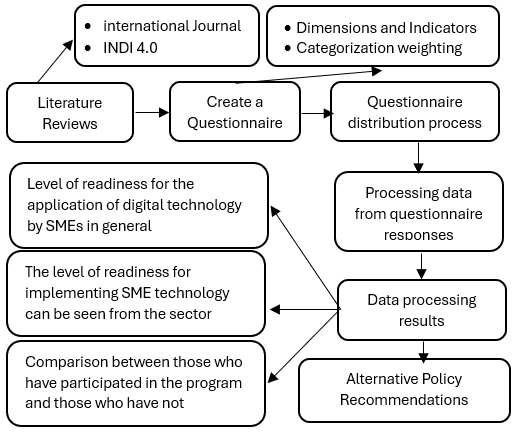 • international Journal
• INDI 4.0
• Dimensions and Indicators
• Categorization weighting
Literature
Reviews
Create a
Questionnaire
Questionnaire
distribution process
Level of readiness for the
application of digital technology
by SMEs in general
Processing data
from questionnaire
responses
The level of readiness for
implementing SME technology
can be seen from the sector
Data processing
results
Comparison between those who
have participated in the program
and those who have not
Alternative Policy
Recommendations